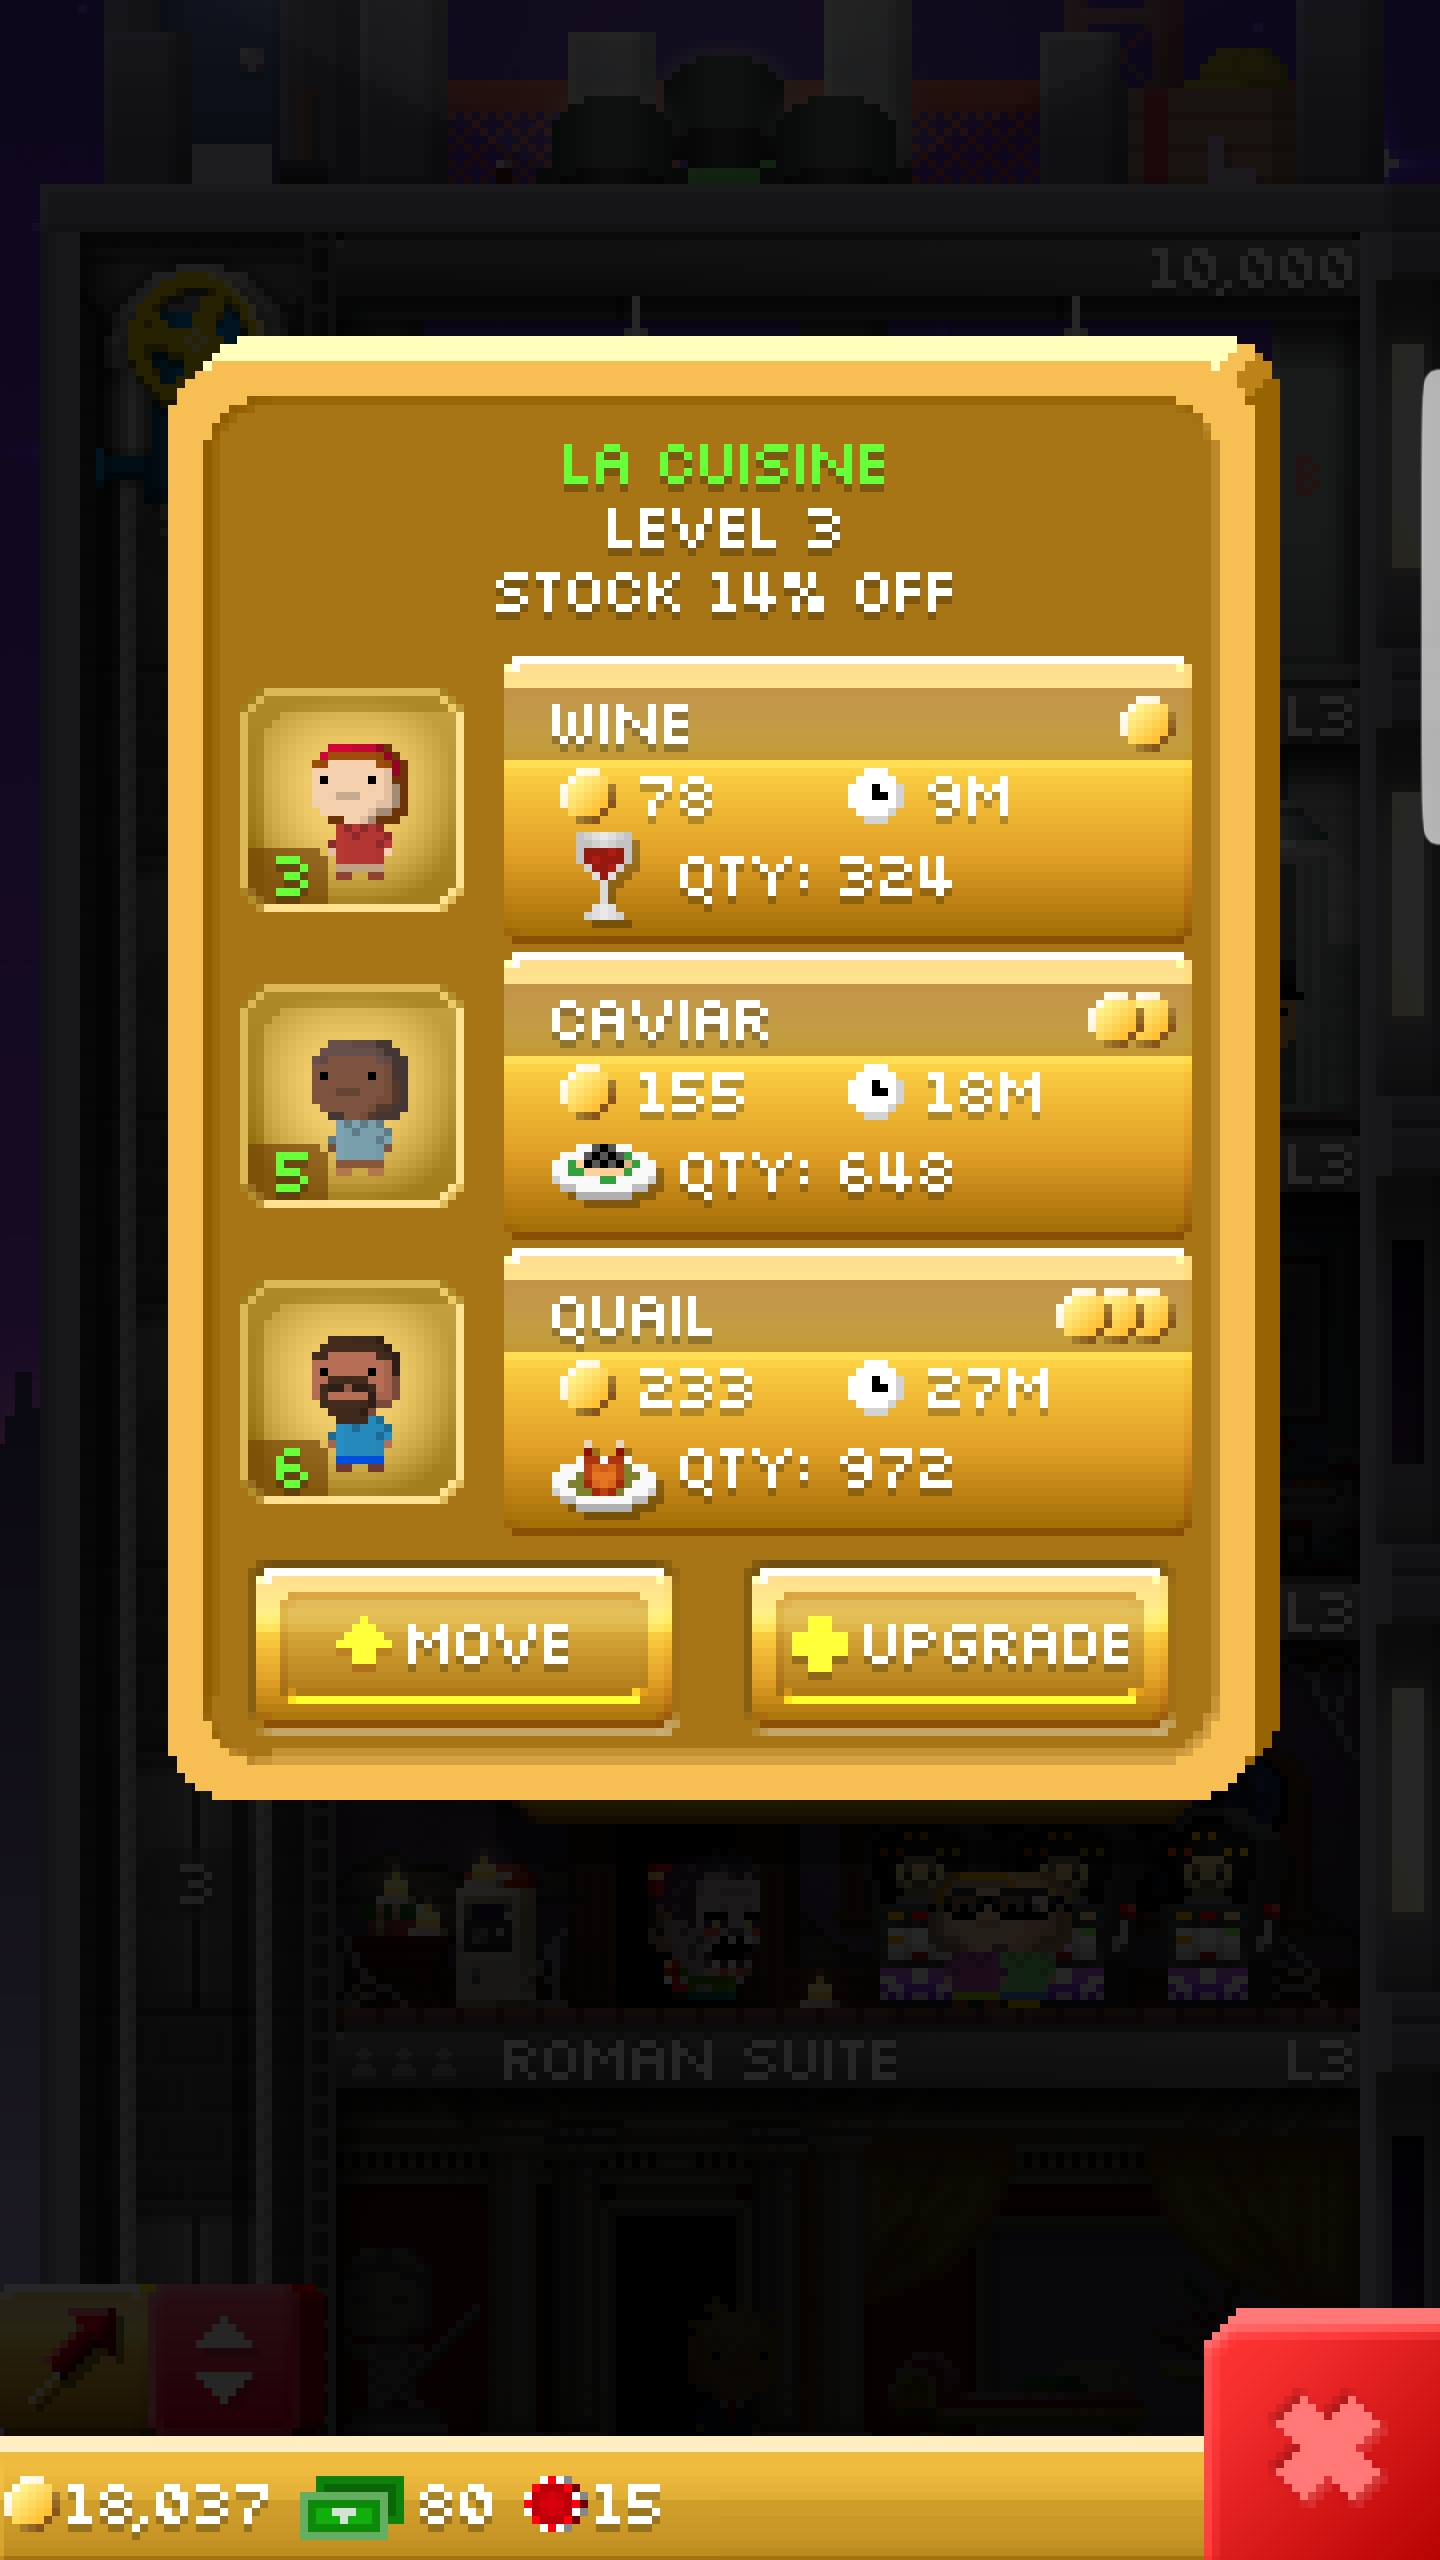 10,000
B
LA CUISINE
LEVEL 3
STOCK 14% OFF
L3
WINE
78 9M
3
QTY: 324
CAVIAR
155 18M
L3
5
QTY: 648
QUAIL
233 27M
6
QTY: 972
L3
MOVE UPGRADE
3
ROMAN SUITE L3
18,037 80 15